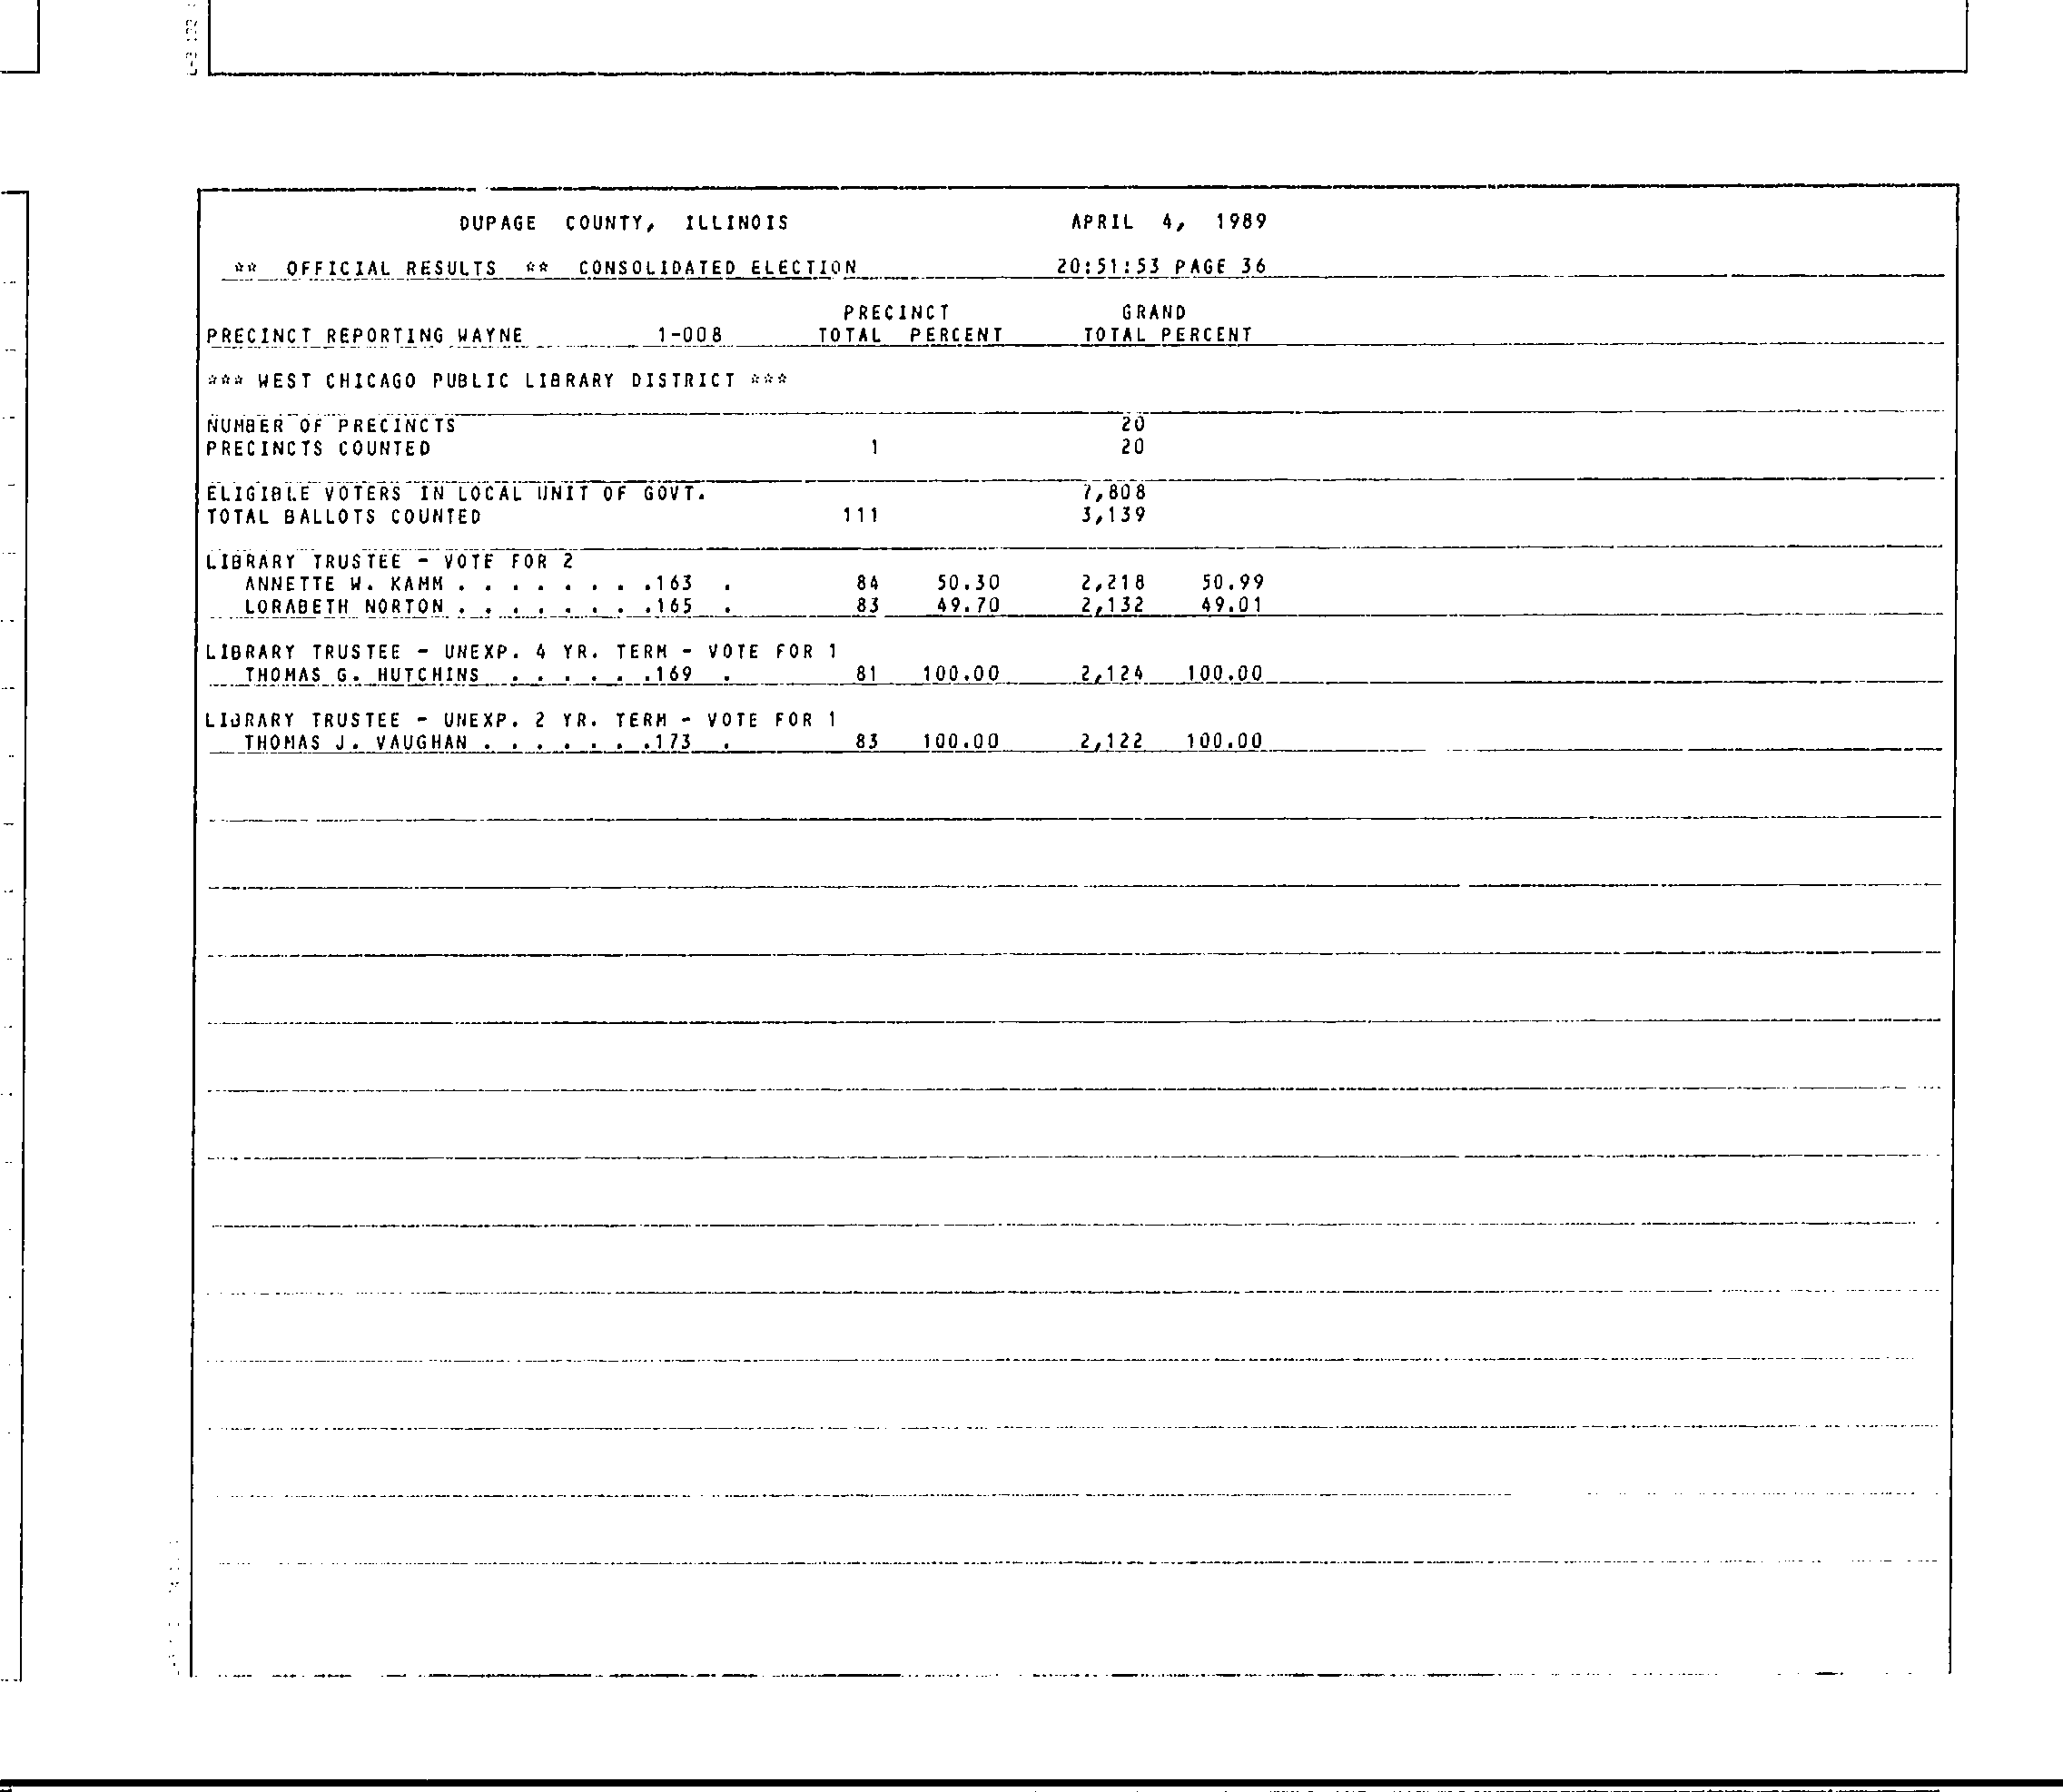 DUPAGE COUNTY, ILLINOIS APRIL 4, 1989
** OFFICIAL RESULTS ** CONSOLIDATED ELECTION 20:51:53 PAGE 36
PRECINCT GRAND
PRECINCT REPORTING WAYNE 1-008 TOTAL PERCENT TOTAL PERCENT
*** WEST CHICAGO PUBLIC LIBRARY DISTRICT ***
NUMBER OF PRECINCTS 20
PRECINCTS COUNTED 1 20
ELIGIBLE VOTERS IN LOCAL UNIT OF GOVT. 7,808
TOTAL BALLOTS COUNTED 111 3,139
LIBRARY TRUSTEE - VOTE FOR 2
ANNETTE W. KAMM . . . . . . . .163 . 84 50.30 2,218 50.99
LORABETH NORTON . . . . . . . .165 . 83 49.70 2,132 49.01
LIBRARY TRUSTEE - UNEXP. 4 YR. TERM - VOTE FOR 1
THOMAS G. HUTCHINS . . . . . .169 . 81 100.00 2,124 100.00
LIBRARY TRUSTEE - UNEXP. 2 YR. TERM - VOTE FOR 1
THOMAS J. VAUGHAN . . . . . . .173 . 83 100.00 2,122 100.00